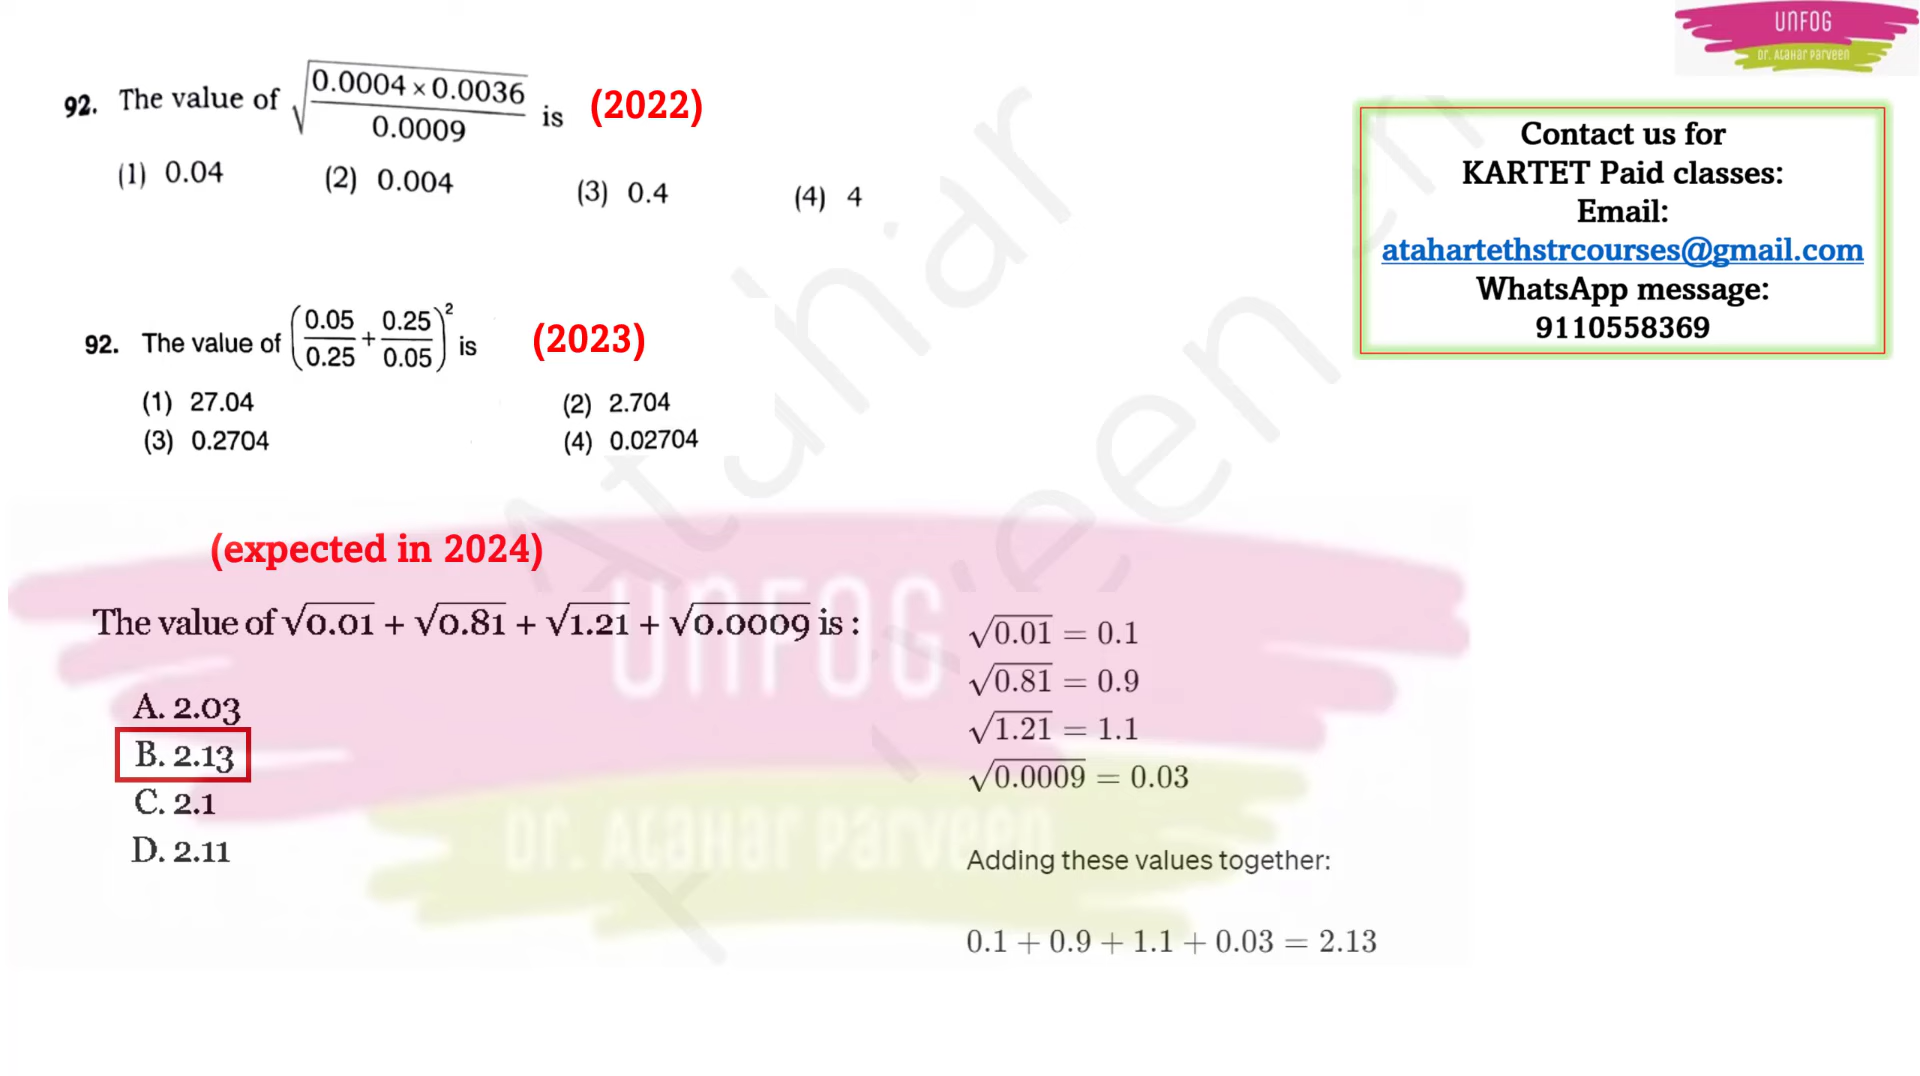 UNFOG
Dr. Atahar Parveen
92. The value of √(0.0004 × 0.0036 / 0.0009) is (2022)
(1) 0.04 (2) 0.004 (3) 0.4 (4) 4
Contact us for
KARTET Paid classes:
Email:
atahartethstrcourses@gmail.com
WhatsApp message:
9110558369
92. The value of (0.05/0.25 + 0.25/0.05)² is (2023)
(1) 27.04 (2) 2.704
(3) 0.2704 (4) 0.02704
(expected in 2024)
The value of √0.01 + √0.81 + √1.21 + √0.0009 is :
A. 2.03
B. 2.13
C. 2.1
D. 2.11
√0.01 = 0.1
√0.81 = 0.9
√1.21 = 1.1
√0.0009 = 0.03
Adding these values together:
0.1 + 0.9 + 1.1 + 0.03 = 2.13
UNFOG
Dr. Atahar Parveen